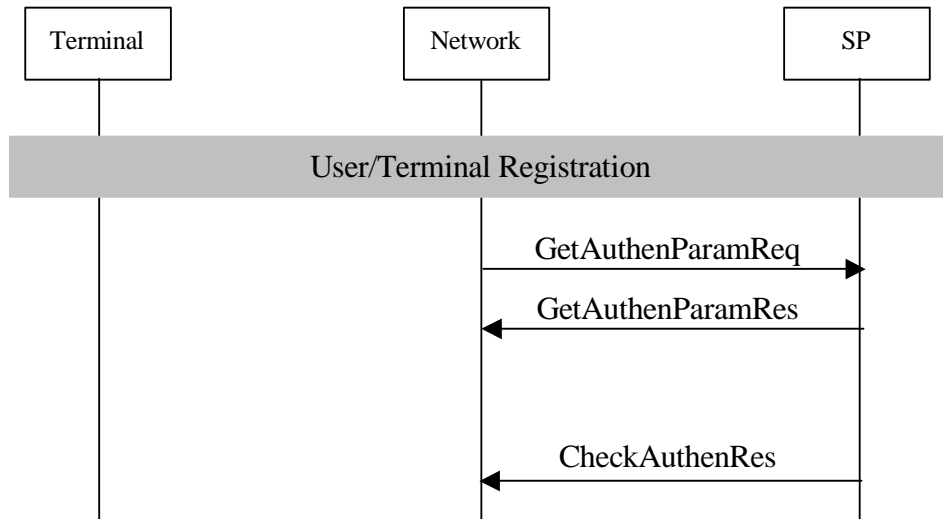 Terminal
Network
SP
User/Terminal Registration
GetAuthenParamReq
GetAuthenParamRes
CheckAuthenRes